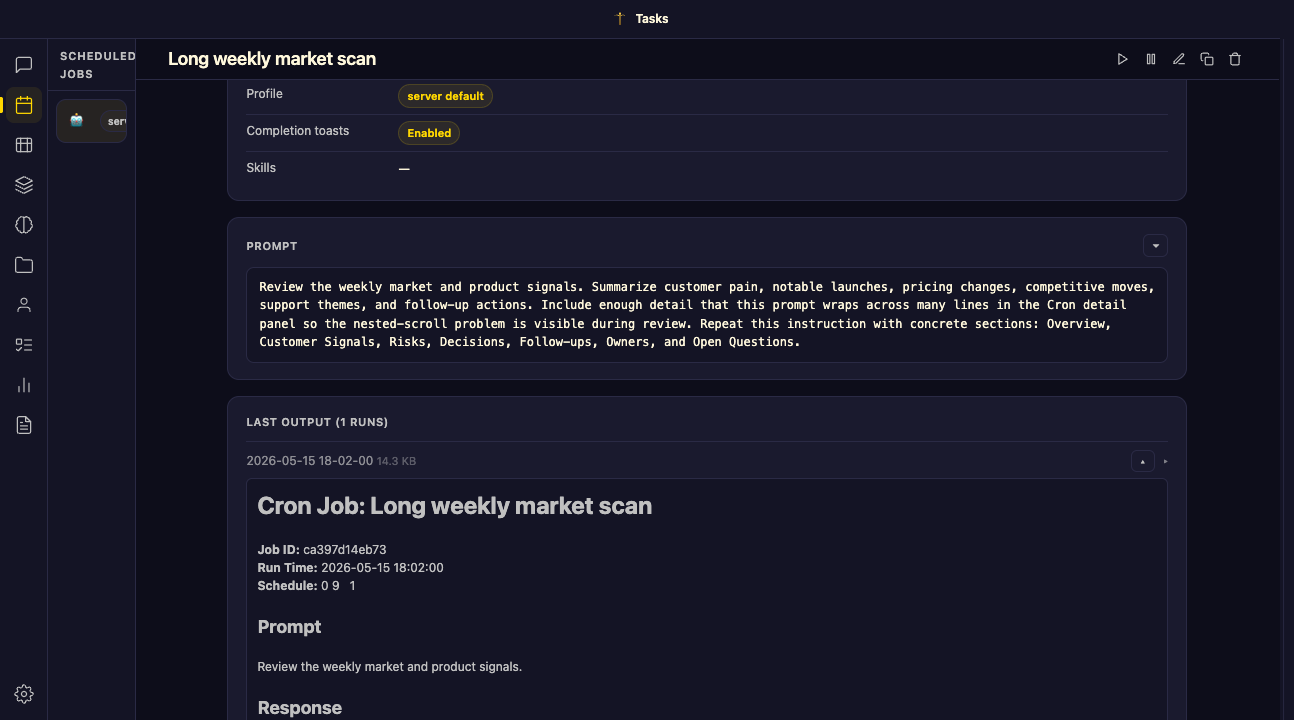 Tasks
SCHEDULED
JOBS
Long weekly market scan
Profile
server default
Completion toasts
Enabled
Skills
—
PROMPT
Review the weekly market and product signals. Summarize customer pain, notable launches, pricing changes, competitive moves,
support themes, and follow-up actions. Include enough detail that this prompt wraps across many lines in the Cron detail
panel so the nested-scroll problem is visible during review. Repeat this instruction with concrete sections: Overview,
Customer Signals, Risks, Decisions, Follow-ups, Owners, and Open Questions.
LAST OUTPUT (1 RUNS)
2026-05-15 18-02-00 14.3 KB
Cron Job: Long weekly market scan
Job ID: ca397d14eb73
Run Time: 2026-05-15 18:02:00
Schedule: 0 9 1
Prompt
Review the weekly market and product signals.
Response